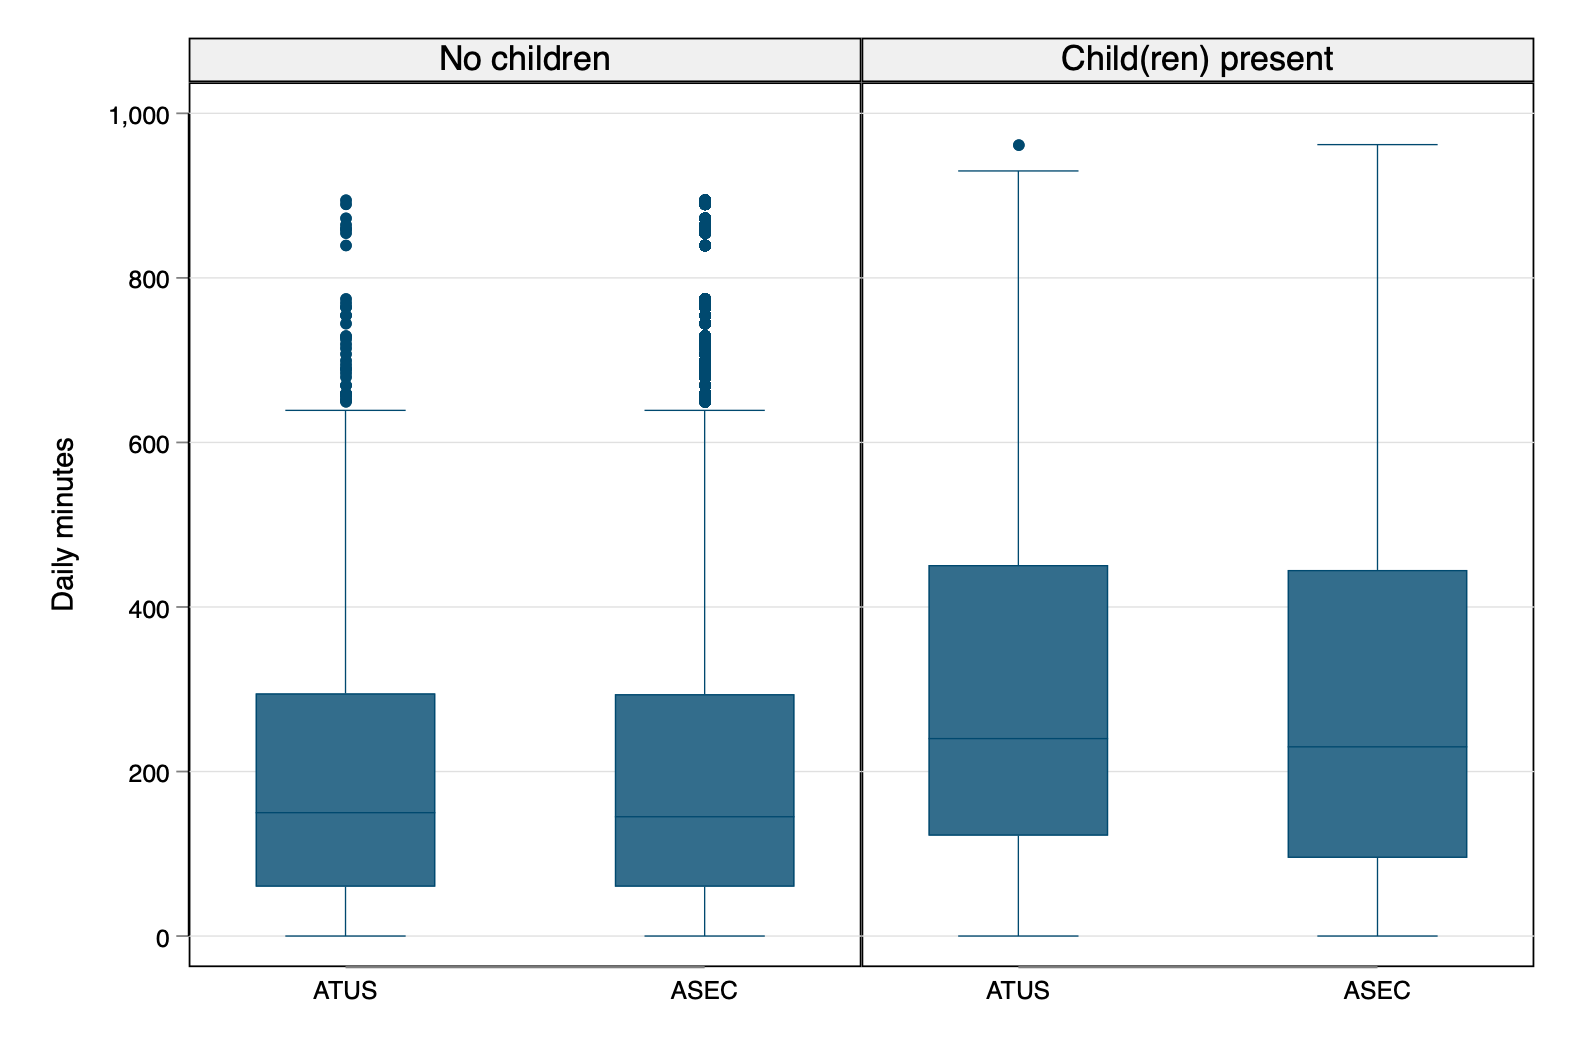 No children
Child(ren) present
Daily minutes
1,000
800
600
400
200
0
ATUS
ASEC
ATUS
ASEC